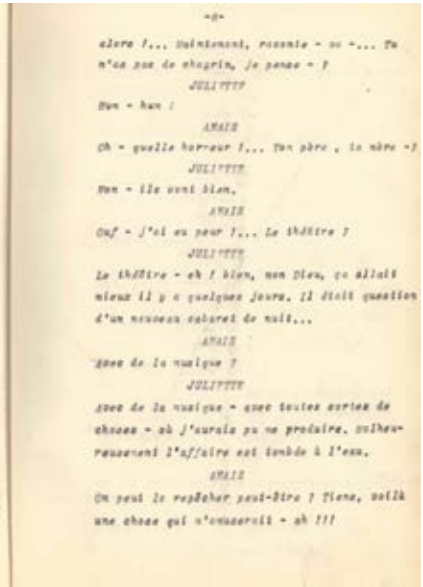 -8-
alors !... Maintenant, raconte - ... Tu
n'as pas de chagrin, je pense - ?
JULIETTE
Hum - hum !
ANAIS
Oh - quelle horreur !... Ton père , ta mère -?
JULIETTE
Non - ils vont bien.
ANAIS
Ouf - j'ai eu peur !... Le théâtre ?
JULIETTE
Le théâtre - eh ! bien, mon Dieu, ça allait
mieux il y a quelques jours. Il était question
d'un nouveau cabaret de nuit...
ANAIS
Avec de la musique ?
JULIETTE
Avec de la musique - avec toutes sortes de
choses - où j'aurais pu me produire. Malheu-
reusement l'affaire est tombée à l'eau.
ANAIS
On peut la repêcher peut-être ? Tiens, voilà
une chose qui m'amuserait - ah !!!